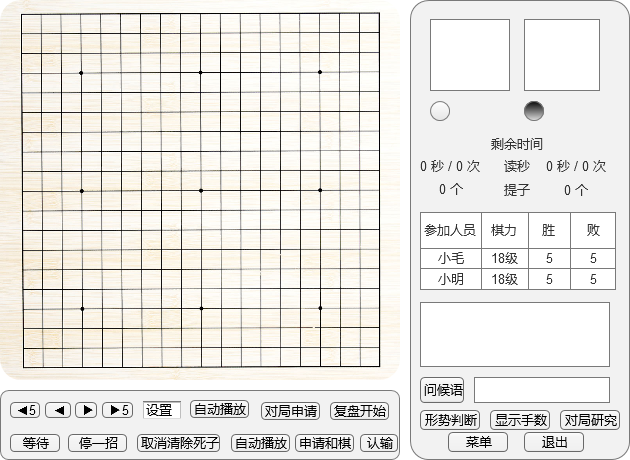 剩余时间
0 秒 / 0 次 读秒 0 秒 / 0 次
0 个 提子 0 个
参加人员 棋力 胜 败
小毛 18级 5 5
小明 18级 5 5
问候语
形势判断 显示手数 对局研究
菜单 退出
◀5 ◀ ▶ ▶5 设置 自动播放 对局申请 复盘开始
等待 停一招 取消清除死子 自动播放 申请和棋 认输